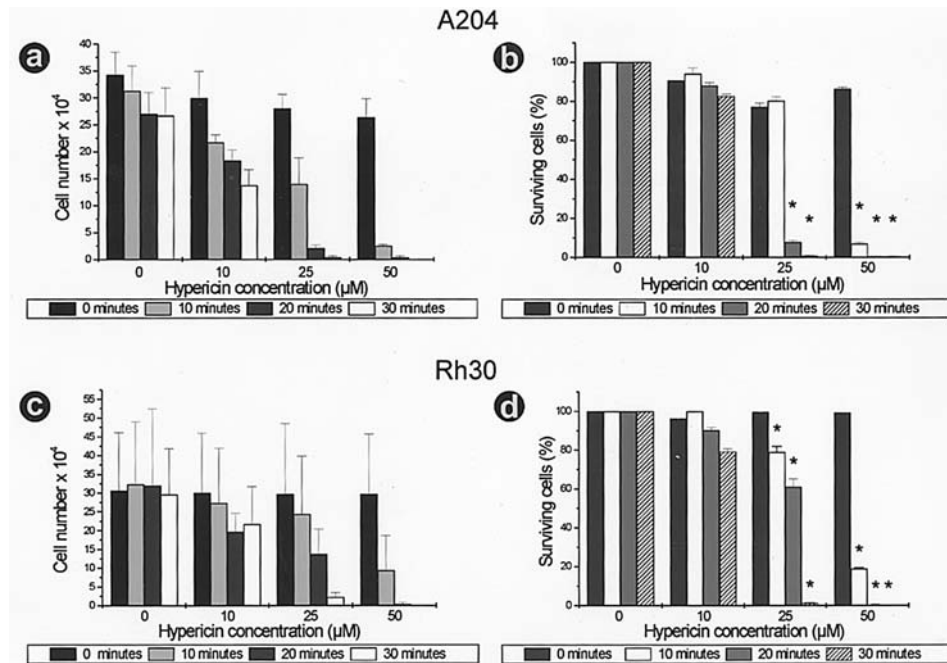 A204
a
Cell number x 10⁴
40
35
30
25
20
15
10
5
0
0 10 25 50
Hypericin concentration (µM)
0 minutes 10 minutes 20 minutes 30 minutes
b
Surviving cells (%)
100
80
60
40
20
0
* * * * *
0 10 25 50
Hypericin concentration (µM)
0 minutes 10 minutes 20 minutes 30 minutes
Rh30
c
Cell number x 10⁴
55
50
45
40
35
30
25
20
15
10
5
0
0 10 25 50
Hypericin concentration (µM)
0 minutes 10 minutes 20 minutes 30 minutes
d
Surviving cells (%)
100
80
60
40
20
0
* * * * * *
0 10 25 50
Hypericin concentration (µM)
0 minutes 10 minutes 20 minutes 30 minutes